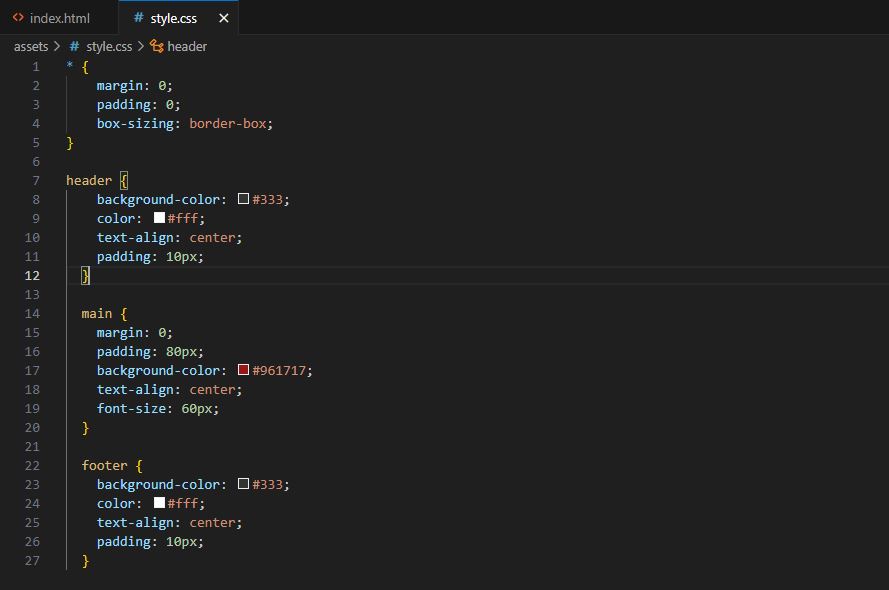 index.html
style.css
assets > style.css > header
1 * {
2     margin: 0;
3     padding: 0;
4     box-sizing: border-box;
5 }
6
7 header {
8     background-color: #333;
9     color: #fff;
10     text-align: center;
11     padding: 10px;
12   }
13
14   main {
15     margin: 0;
16     padding: 80px;
17     background-color: #961717;
18     text-align: center;
19     font-size: 60px;
20   }
21
22   footer {
23     background-color: #333;
24     color: #fff;
25     text-align: center;
26     padding: 10px;
27   }